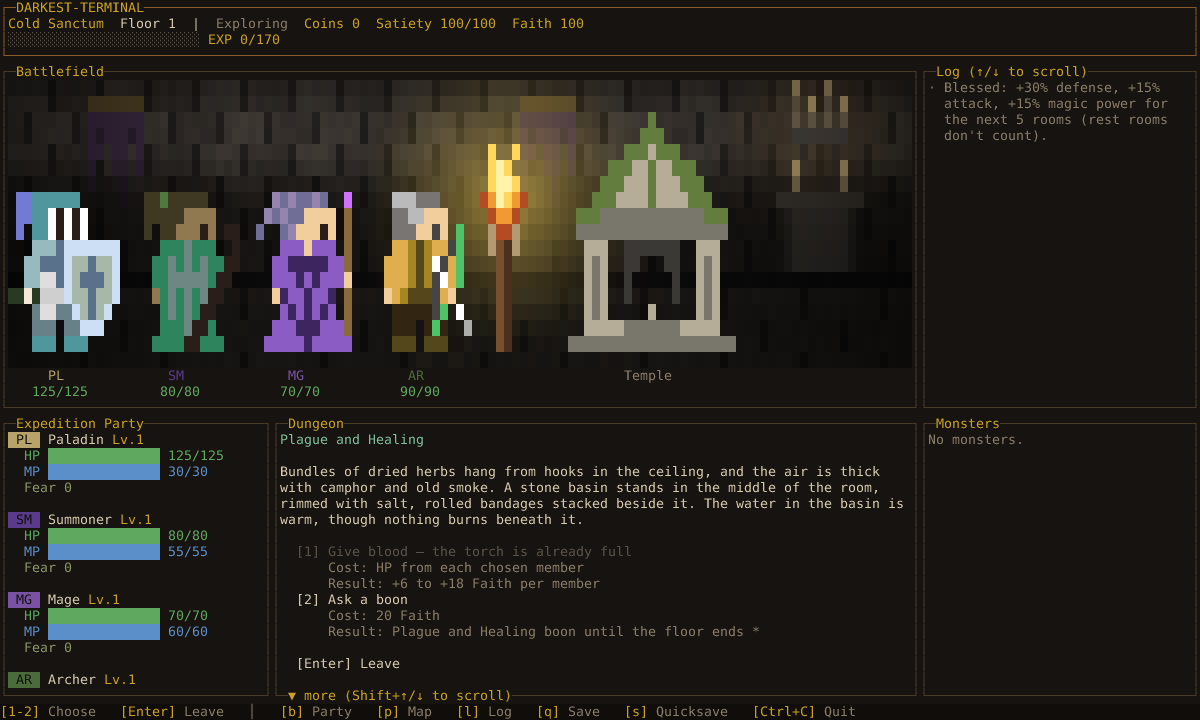 DARKEST-TERMINAL
Cold Sanctum  Floor 1  |  Exploring  Coins 0  Satiety 100/100  Faith 100
EXP 0/170
Battlefield
PL  SM  MG  AR  Temple
125/125  80/80  70/70  90/90
Log (↑/↓ to scroll)
· Blessed: +30% defense, +15%
attack, +15% magic power for
the next 5 rooms (rest rooms
don't count).
Expedition Party
PL  Paladin Lv.1
HP  125/125
MP  30/30
Fear 0
SM  Summoner Lv.1
HP  80/80
MP  55/55
Fear 0
MG  Mage Lv.1
HP  70/70
MP  60/60
Fear 0
AR  Archer Lv.1
Dungeon
Plague and Healing
Bundles of dried herbs hang from hooks in the ceiling, and the air is thick
with camphor and old smoke. A stone basin stands in the middle of the room,
rimmed with salt, rolled bandages stacked beside it. The water in the basin is
warm, though nothing burns beneath it.
[1] Give blood — the torch is already full
Cost: HP from each chosen member
Result: +6 to +18 Faith per member
[2] Ask a boon
Cost: 20 Faith
Result: Plague and Healing boon until the floor ends *
[Enter] Leave
▼ more (Shift+↑/↓ to scroll)
Monsters
No monsters.
[1-2] Choose  [Enter] Leave  |  [b] Party  [p] Map  [l] Log  [q] Save  [s] Quicksave  [Ctrl+C] Quit